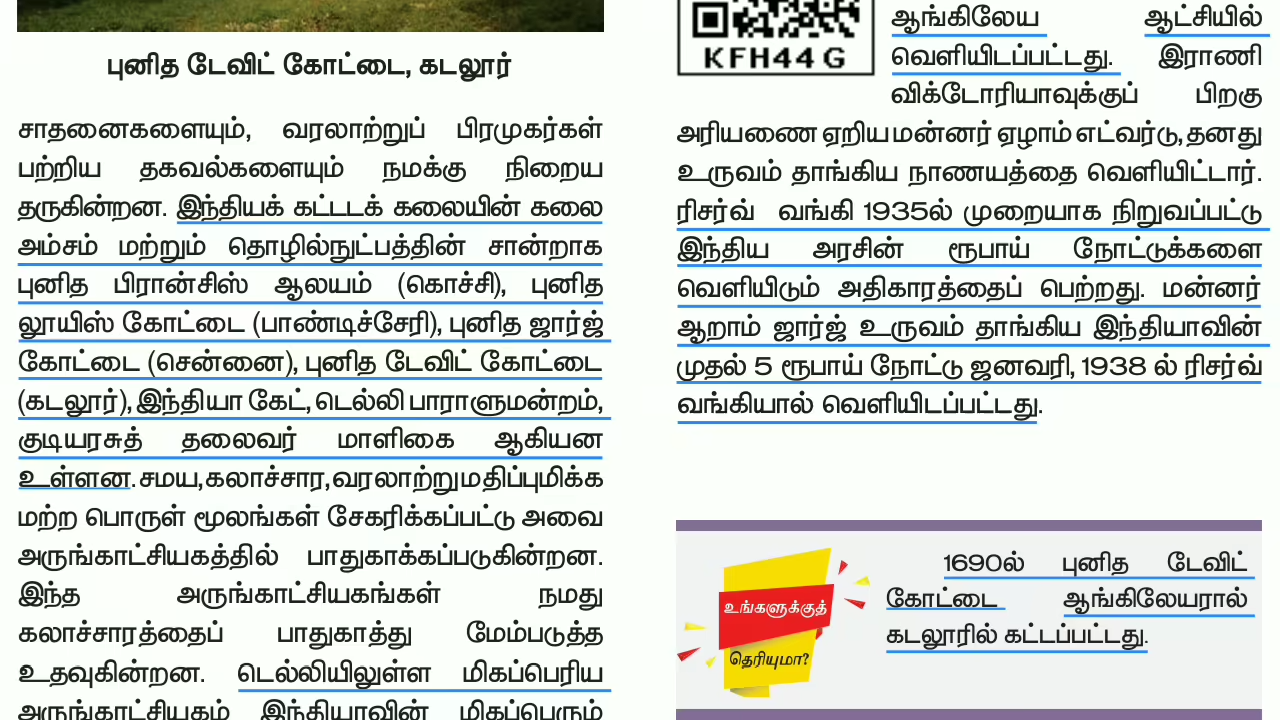 புனித டேவிட் கோட்டை, கடலூர்
சாதனைகளையும், வரலாற்றுப் பிரமுகர்கள்
பற்றிய தகவல்களையும் நமக்கு நிறைய
தருகின்றன. இந்தியக் கட்டடக் கலையின் கலை
அம்சம் மற்றும் தொழில்நுட்பத்தின் சான்றாக
புனித பிரான்சிஸ் ஆலயம் (கொச்சி), புனித
லூயிஸ் கோட்டை (பாண்டிச்சேரி), புனித ஜார்ஜ்
கோட்டை (சென்னை), புனித டேவிட் கோட்டை
(கடலூர்), இந்தியா கேட், டெல்லி பாராளுமன்றம்,
குடியரசுத் தலைவர் மாளிகை ஆகியன
உள்ளன. சமய, கலாச்சார, வரலாற்று மதிப்புமிக்க
மற்ற பொருள் மூலங்கள் சேகரிக்கப்பட்டு அவை
அருங்காட்சியகத்தில் பாதுகாக்கப்படுகின்றன.
இந்த அருங்காட்சியகங்கள் நமது
கலாச்சாரத்தைப் பாதுகாத்து மேம்படுத்த
உதவுகின்றன. டெல்லியிலுள்ள மிகப்பெரிய
அருங்காட்சியகம் இந்தியாவின் மிகப்பெரும்
KFH44G
ஆங்கிலேய ஆட்சியில்
வெளியிடப்பட்டது. இராணி
விக்டோரியாவுக்குப் பிறகு
அரியணை ஏறிய மன்னர் ஏழாம் எட்வர்டு, தனது
உருவம் தாங்கிய நாணயத்தை வெளியிட்டார்.
ரிசர்வ் வங்கி 1935ல் முறையாக நிறுவப்பட்டு
இந்திய அரசின் ரூபாய் நோட்டுக்களை
வெளியிடும் அதிகாரத்தைப் பெற்றது. மன்னர்
ஆறாம் ஜார்ஜ் உருவம் தாங்கிய இந்தியாவின்
முதல் 5 ரூபாய் நோட்டு ஜனவரி, 1938 ல் ரிசர்வ்
வங்கியால் வெளியிடப்பட்டது.
உங்களுக்குத்
தெரியுமா?
1690ல் புனித டேவிட்
கோட்டை ஆங்கிலேயரால்
கடலூரில் கட்டப்பட்டது.